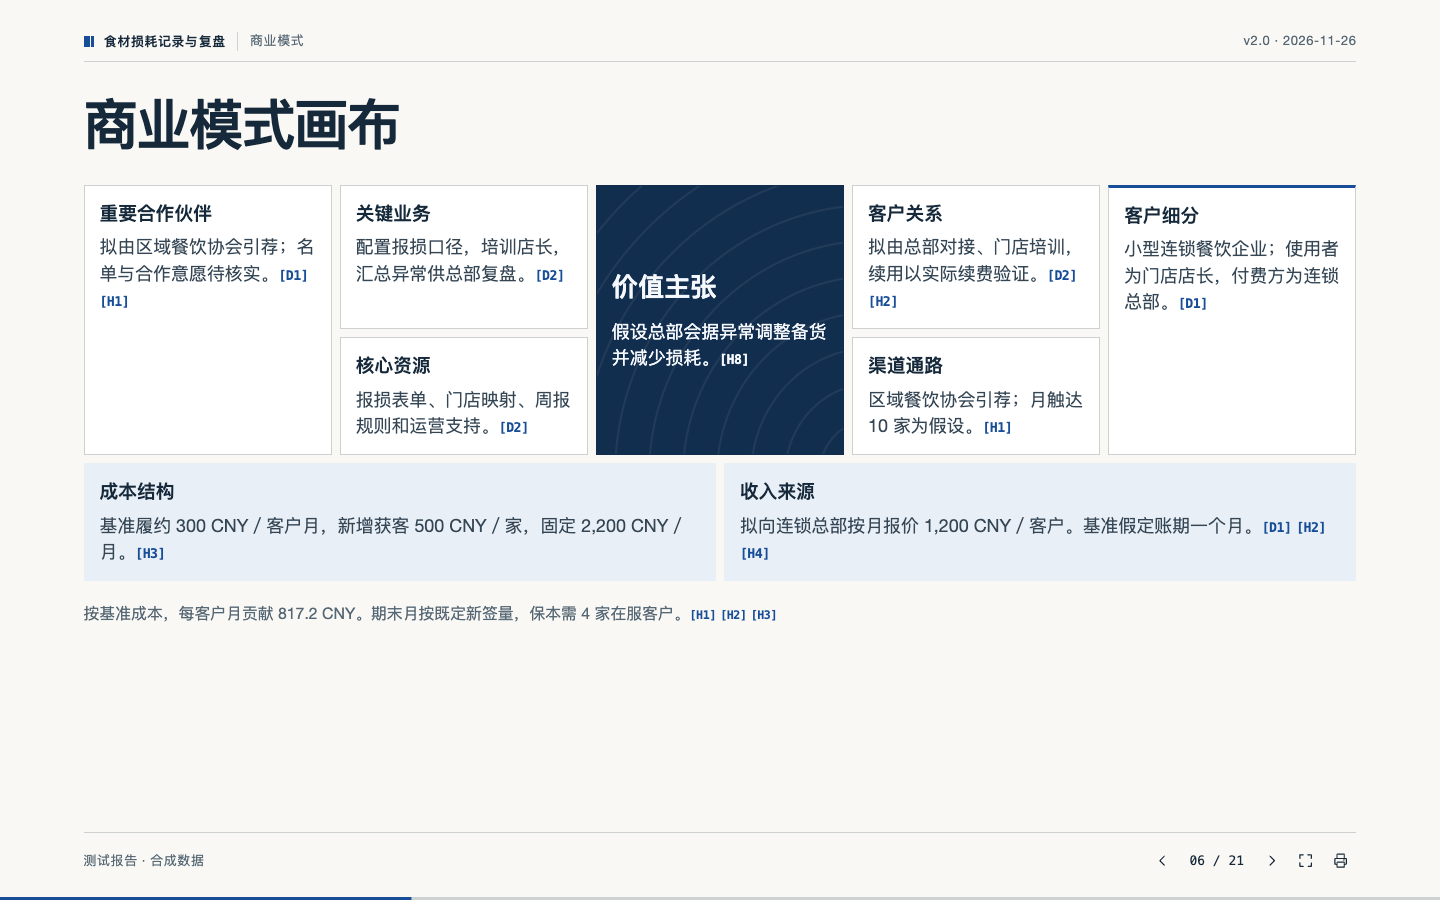 食材损耗记录与复盘
商业模式
v2.0 · 2026-11-26
商业模式画布
重要合作伙伴
拟由区域餐饮协会引荐；名
单与合作意愿待核实。[D1]
[H1]
关键业务
配置报损口径，培训店长，
汇总异常供总部复盘。[D2]
核心资源
报损表单、门店映射、周报
规则和运营支持。[D2]
价值主张
假设总部会据异常调整备货
并减少损耗。[H8]
客户关系
拟由总部对接、门店培训，
续用以实际续费验证。[D2]
[H2]
渠道通路
区域餐饮协会引荐；月触达
10 家为假设。[H1]
客户细分
小型连锁餐饮企业；使用者
为门店店长，付费方为连锁
总部。[D1]
成本结构
基准履约 300 CNY / 客户月，新增获客 500 CNY / 家，固定 2,200 CNY /
月。[H3]
收入来源
拟向连锁总部按月报价 1,200 CNY / 客户。基准假定账期一个月。[D1] [H2]
[H4]
按基准成本，每客户月贡献 817.2 CNY。期末月按既定新签量，保本需 4 家在服客户。[H1] [H2] [H3]
测试报告 · 合成数据
06 / 21